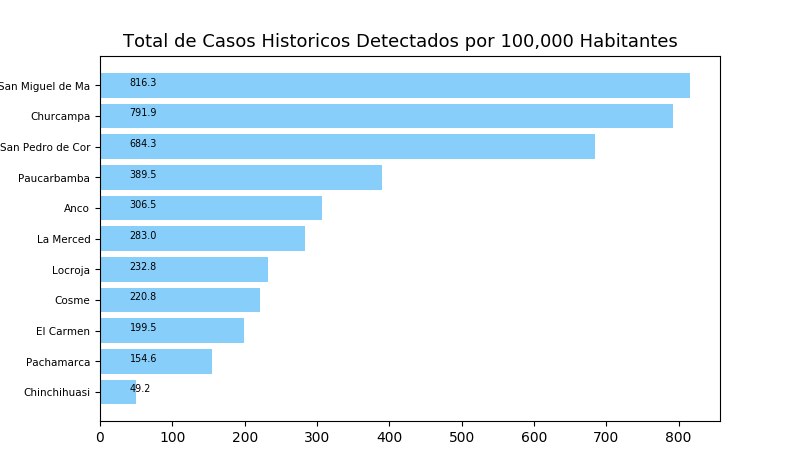 Total de Casos Historicos Detectados por 100,000 Habitantes
San Miguel de Ma 816.3
Churcampa 791.9
San Pedro de Cor 684.3
Paucarbamba 389.5
Anco 306.5
La Merced 283.0
Locroja 232.8
Cosme 220.8
El Carmen 199.5
Pachamarca 154.6
Chinchihuasi 49.2
0 100 200 300 400 500 600 700 800